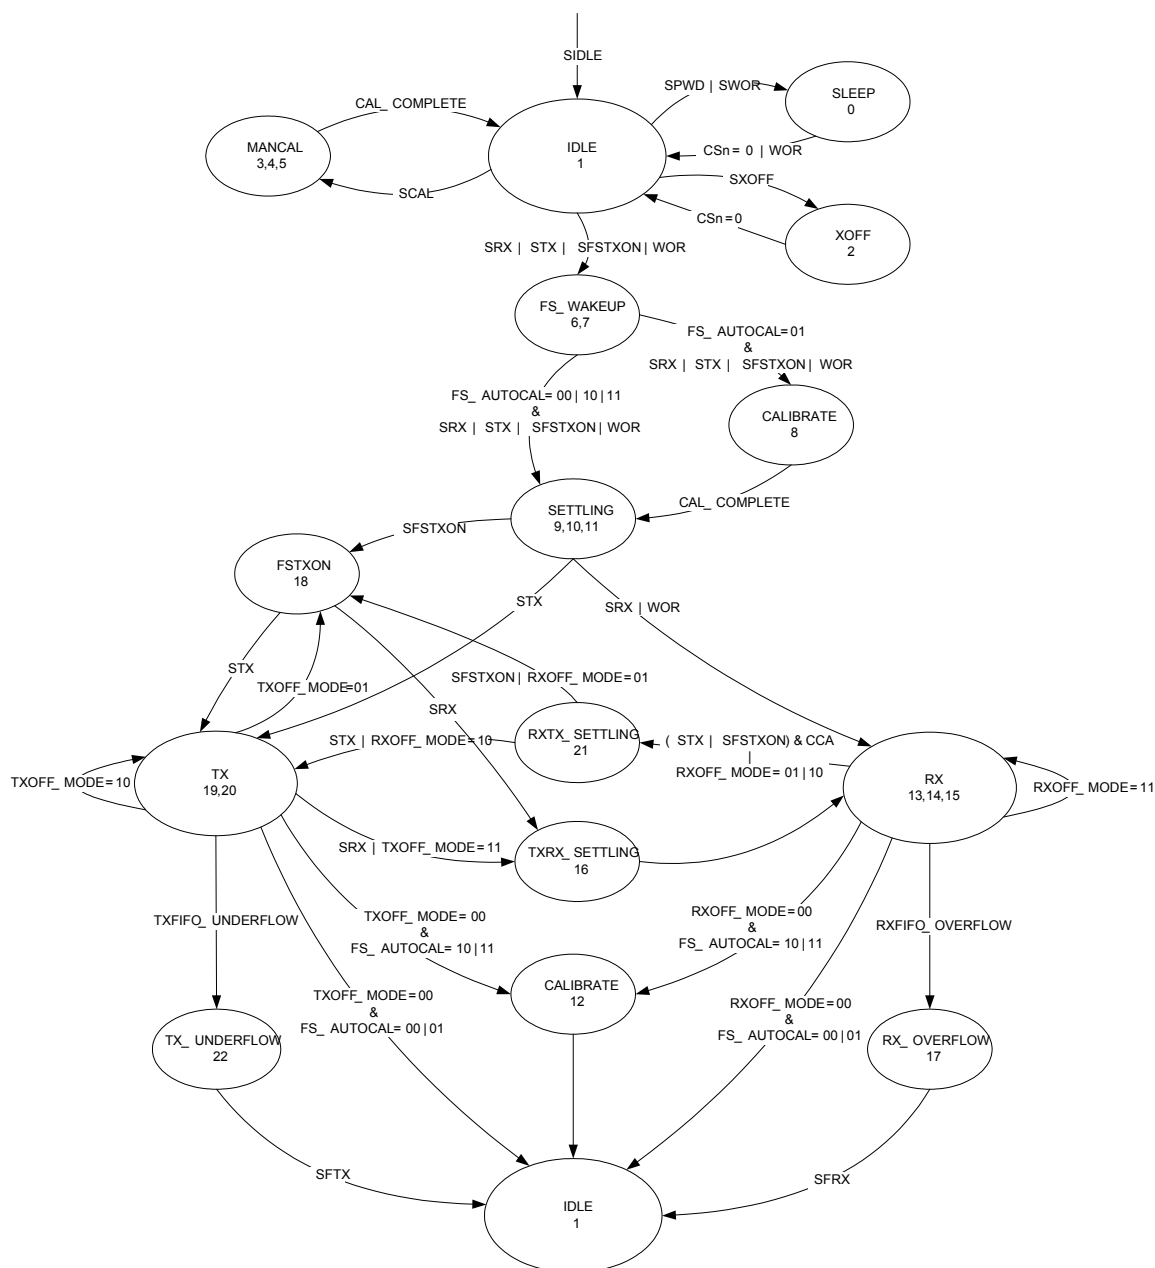 SIDLE
SPWD | SWOR
SLEEP
0
CAL_ COMPLETE
MANCAL
3,4,5
IDLE
1
CSn = 0 | WOR
SXOFF
SCAL
CSn = 0
XOFF
2
SRX | STX | SFSTXON | WOR
FS_ WAKEUP
6,7
FS_ AUTOCAL = 01
&
SRX | STX | SFSTXON | WOR
FS_ AUTOCAL = 00 | 10 | 11
&
SRX | STX | SFSTXON | WOR
CALIBRATE
8
CAL_ COMPLETE
SETTLING
9,10,11
SFSTXON
FSTXON
18
STX
SRX | WOR
STX
TXOFF_ MODE = 01
SFSTXON | RXOFF_ MODE = 01
SRX
RXTX_ SETTLING
21
STX | RXOFF_ MODE = 10
( STX | SFSTXON ) & CCA
|
RXOFF_ MODE = 01 | 10
TXOFF_ MODE = 10
TX
19,20
RX
13,14,15
RXOFF_ MODE = 11
SRX | TXOFF_ MODE = 11
TXRX_ SETTLING
16
TXFIFO_ UNDERFLOW
TXOFF_ MODE = 00
&
FS_ AUTOCAL = 10 | 11
RXOFF_ MODE = 00
&
FS_ AUTOCAL = 10 | 11
RXFIFO_ OVERFLOW
CALIBRATE
12
TXOFF_ MODE = 00
&
FS_ AUTOCAL = 00 | 01
RXOFF_ MODE = 00
&
FS_ AUTOCAL = 00 | 01
TX_ UNDERFLOW
22
RX_ OVERFLOW
17
SFTX
SFRX
IDLE
1